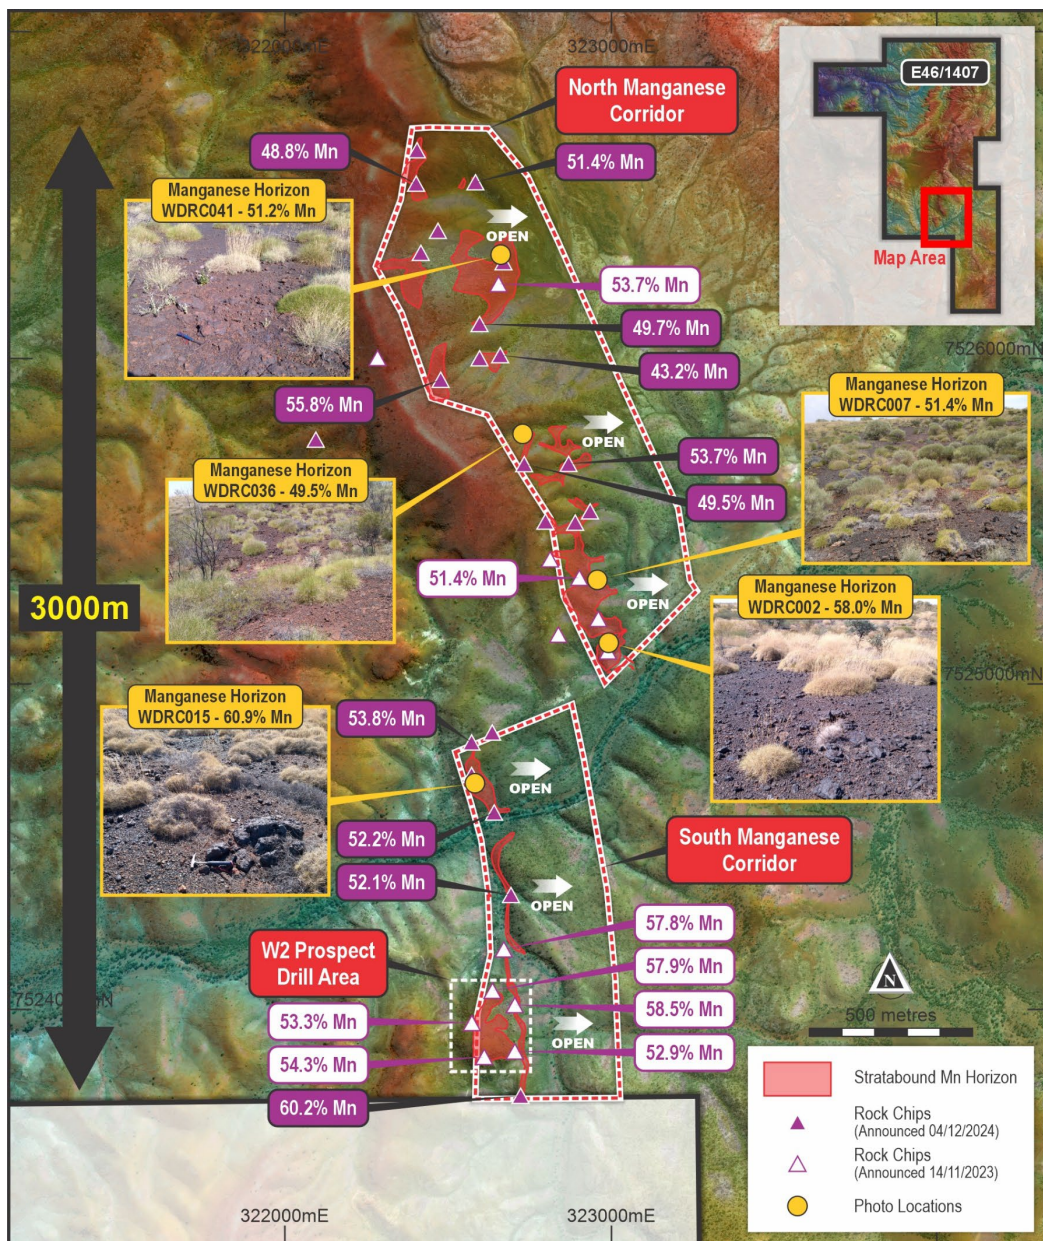 322000mE
323000mE
E46/1407
North Manganese
Corridor
48.8% Mn
51.4% Mn
Manganese Horizon
WDRC041 - 51.2% Mn
OPEN
Map Area
53.7% Mn
49.7% Mn
7526000mN
43.2% Mn
Manganese Horizon
WDRC007 - 51.4% Mn
55.8% Mn
OPEN
53.7% Mn
Manganese Horizon
WDRC036 - 49.5% Mn
49.5% Mn
51.4% Mn
OPEN
Manganese Horizon
WDRC002 - 58.0% Mn
3000m
7525000mN
Manganese Horizon
WDRC015 - 60.9% Mn
53.8% Mn
OPEN
52.2% Mn
South Manganese
Corridor
52.1% Mn
OPEN
57.8% Mn
W2 Prospect
Drill Area
57.9% Mn
N
7524000mN
58.5% Mn
500 metres
53.3% Mn
OPEN
52.9% Mn
54.3% Mn
60.2% Mn
Stratabound Mn Horizon
Rock Chips
(Announced 04/12/2024)
Rock Chips
(Announced 14/11/2023)
Photo Locations
322000mE
323000mE